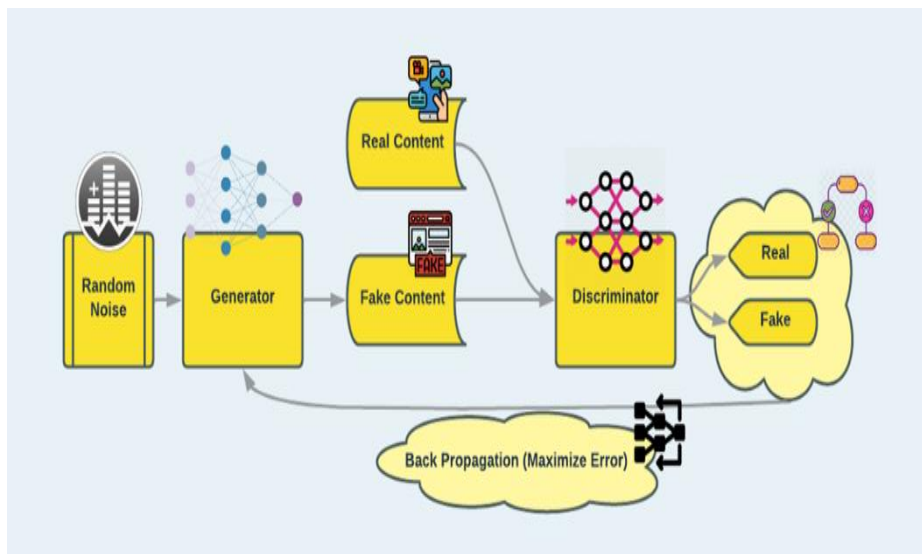 Real Content
Random
Noise
Generator
Fake Content
FAKE
Discriminator
Real
Fake
Back Propagation (Maximize Error)